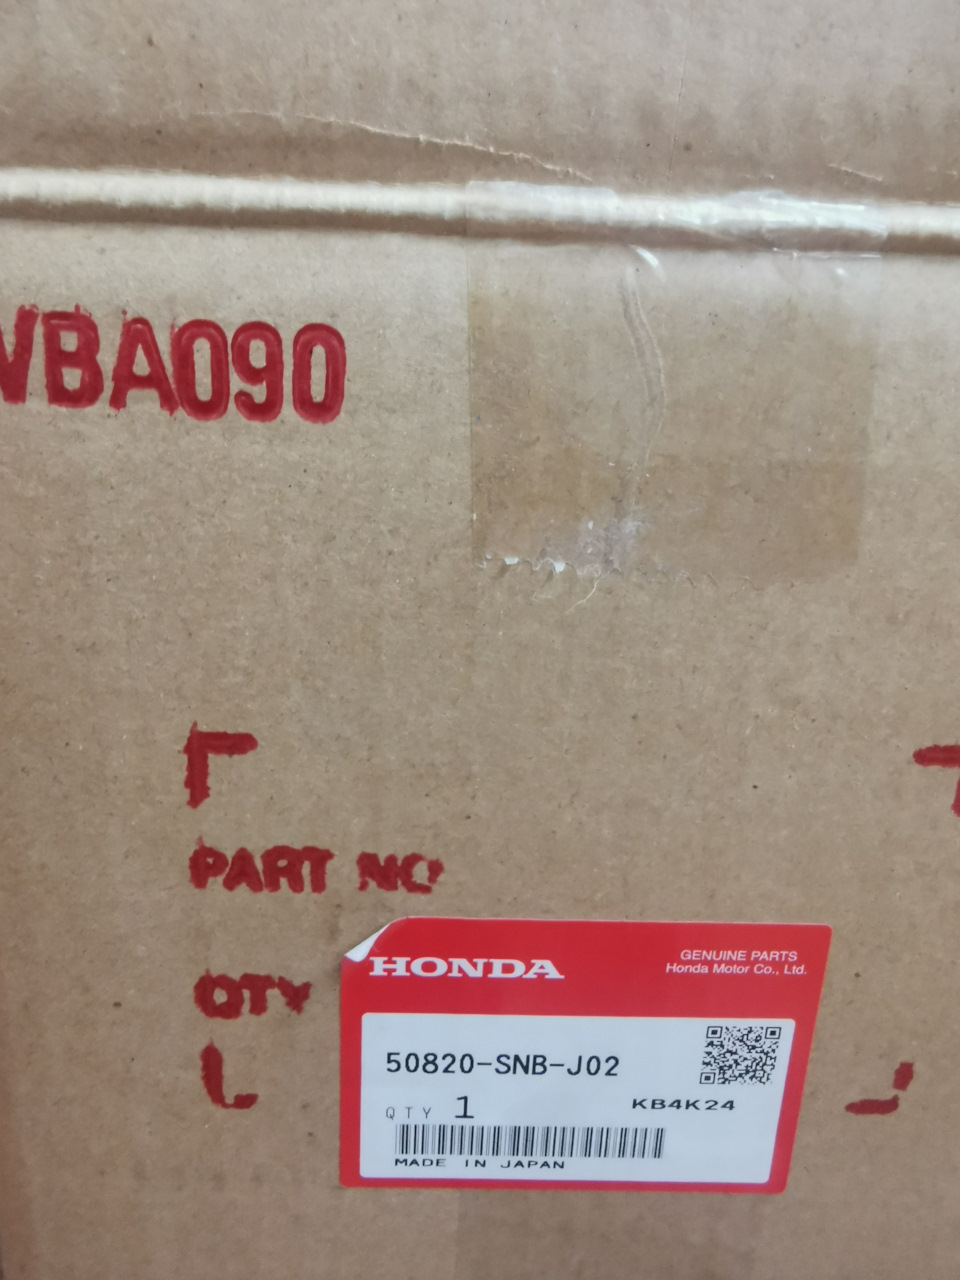 VBA090
PART NO
QTY
HONDA
GENUINE PARTS
Honda Motor Co., Ltd.
50820-SNB-J02
QTY 1
KB4K24
MADE IN JAPAN